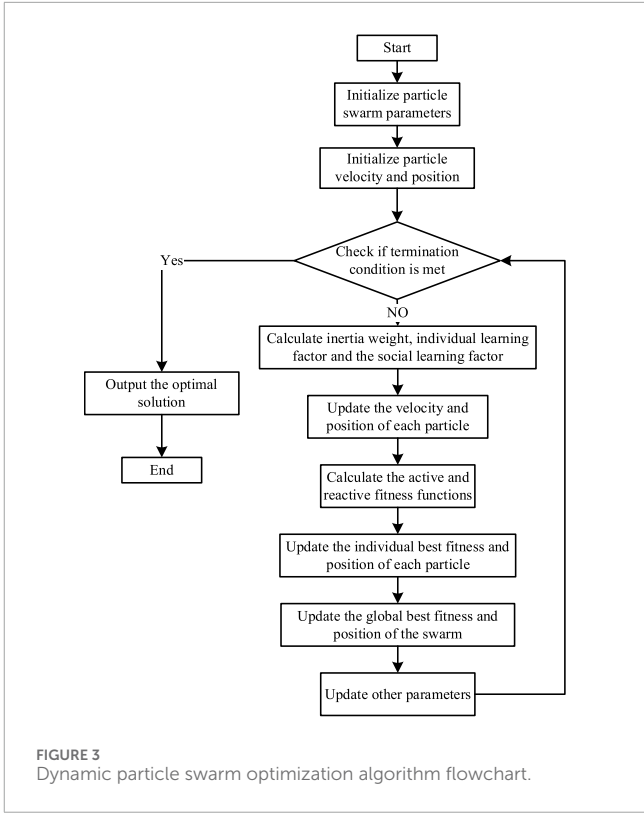 Start
Initialize particle
swarm parameters
Initialize particle
velocity and position
Check if termination
condition is met
Yes
NO
Calculate inertia weight, individual learning
factor and the social learning factor
Output the optimal
solution
Update the velocity and
position of each particle
End
Calculate the active and
reactive fitness functions
Update the individual best fitness and
position of each particle
Update the global best fitness and
position of the swarm
Update other parameters
FIGURE 3
Dynamic particle swarm optimization algorithm flowchart.